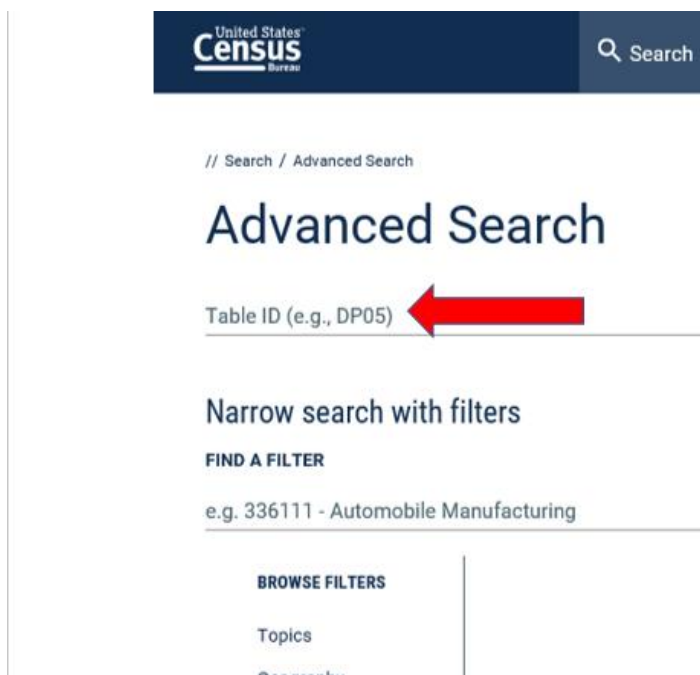 United States
Census
Bureau
Search
// Search / Advanced Search
Advanced Search
Table ID (e.g., DP05)
Narrow search with filters
FIND A FILTER
e.g. 336111 - Automobile Manufacturing
BROWSE FILTERS
Topics